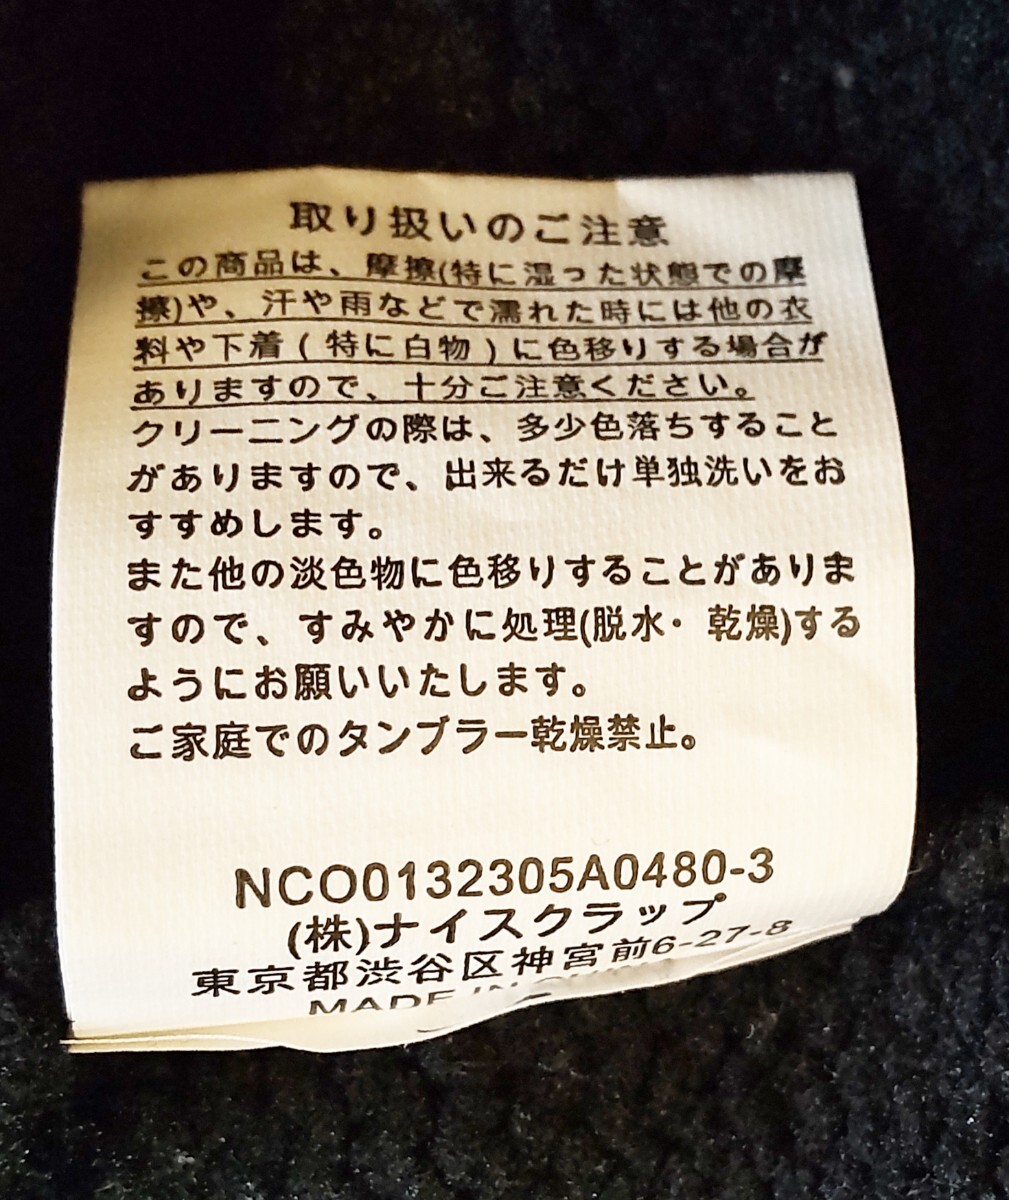 取り扱いのご注意
この商品は、摩擦(特に湿った状態での摩
擦)や、汗や雨などで濡れた時には他の衣
料や下着(特に白物)に色移りする場合が
ありますので、十分ご注意ください。
クリーニングの際は、多少色落ちすること
がありますので、出来るだけ単独洗いをお
すすめします。
また他の淡色物に色移りすることがありま
すので、すみやかに処理(脱水・乾燥)する
ようにお願いいたします。
ご家庭でのタンブラー乾燥禁止。
NCO0132305A0480-3
(株)ナイスクラップ
東京都渋谷区神宮前6-27-8
MADE IN